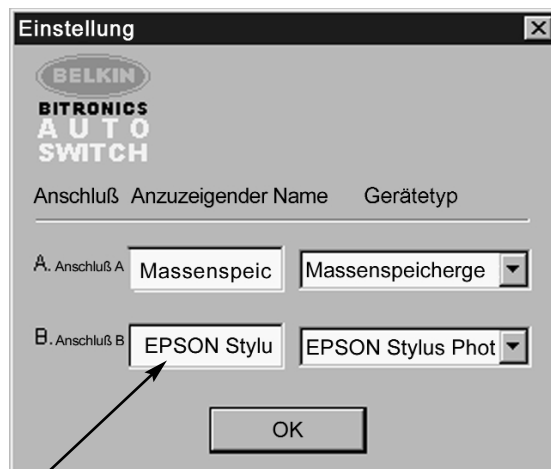 Einstellung
BELKIN
BITRONICS
AUTO
SWITCH
Anschluß Anzuzeigender Name Gerätetyp
A. Anschluß A Massenspeic Massenspeicherge
B. Anschluß B EPSON Stylu EPSON Stylus Phot
OK